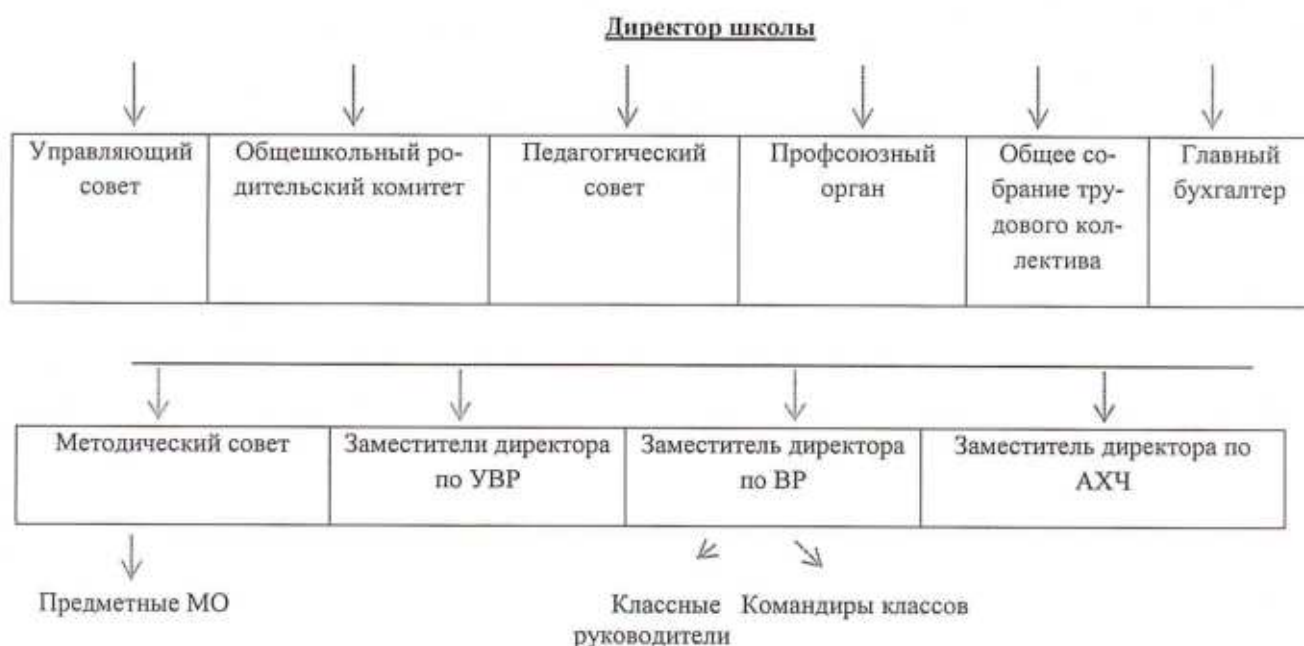 Директор школы
Управляющий
совет
Общешкольный ро-
дительский комитет
Педагогический
совет
Профсоюзный
орган
Общее со-
брание тру-
дового кол-
лектива
Главный
бухгалтер
Методический совет
Заместители директора
по УВР
Заместитель директора
по ВР
Заместитель директора по
АХЧ
Предметные МО
Классные
руководители
Командиры классов